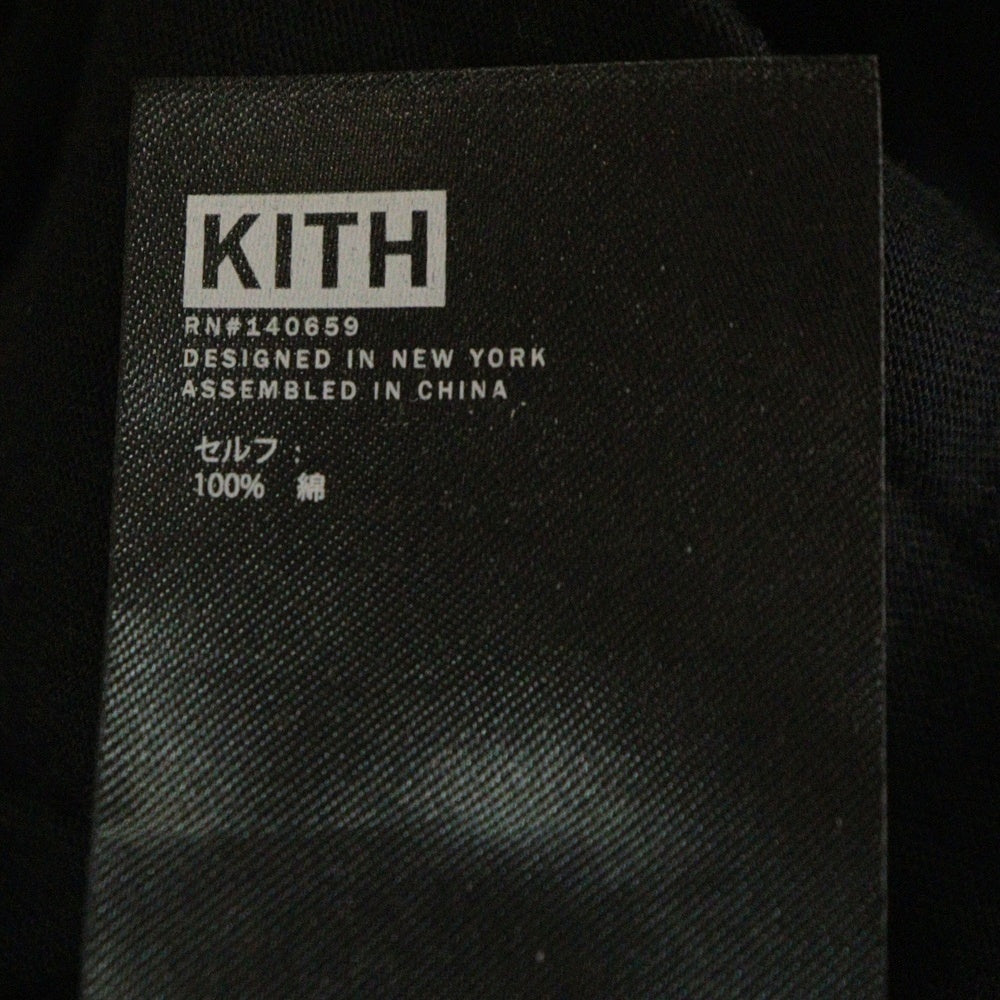 KITH
RN#140659
DESIGNED IN NEW YORK
ASSEMBLED IN CHINA
セルフ :
100% 綿